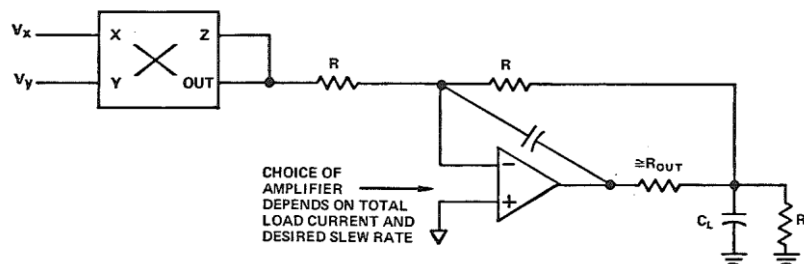 Vx
X
Z
Vy
Y
OUT
R
R
CHOICE OF
AMPLIFIER
DEPENDS ON TOTAL
LOAD CURRENT AND
DESIRED SLEW RATE
−
+
≅ROUT
CL
R